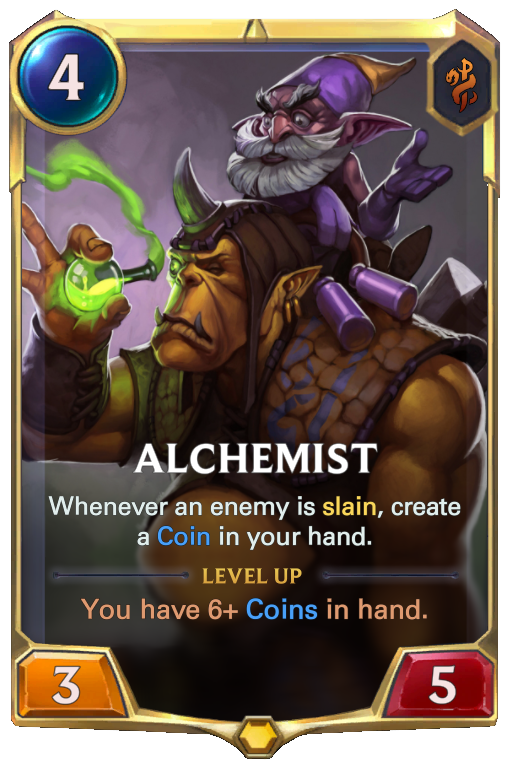 4
ALCHEMIST
Whenever an enemy is slain, create
a Coin in your hand.
LEVEL UP
You have 6+ Coins in hand.
3
5